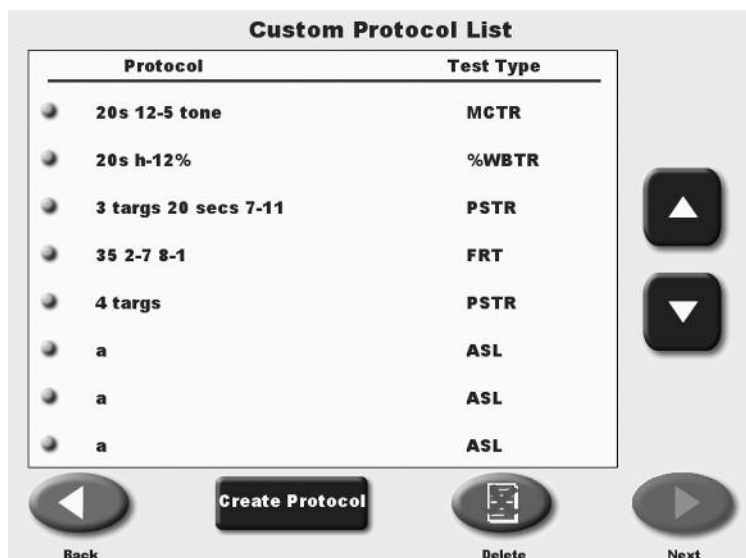 Custom Protocol List
Protocol Test Type
20s 12-5 tone MCTR
20s h-12% %WBTR
3 targs 20 secs 7-11 PSTR
35 2-7 8-1 FRT
4 targs PSTR
a ASL
a ASL
a ASL
Create Protocol
Back Delete Next